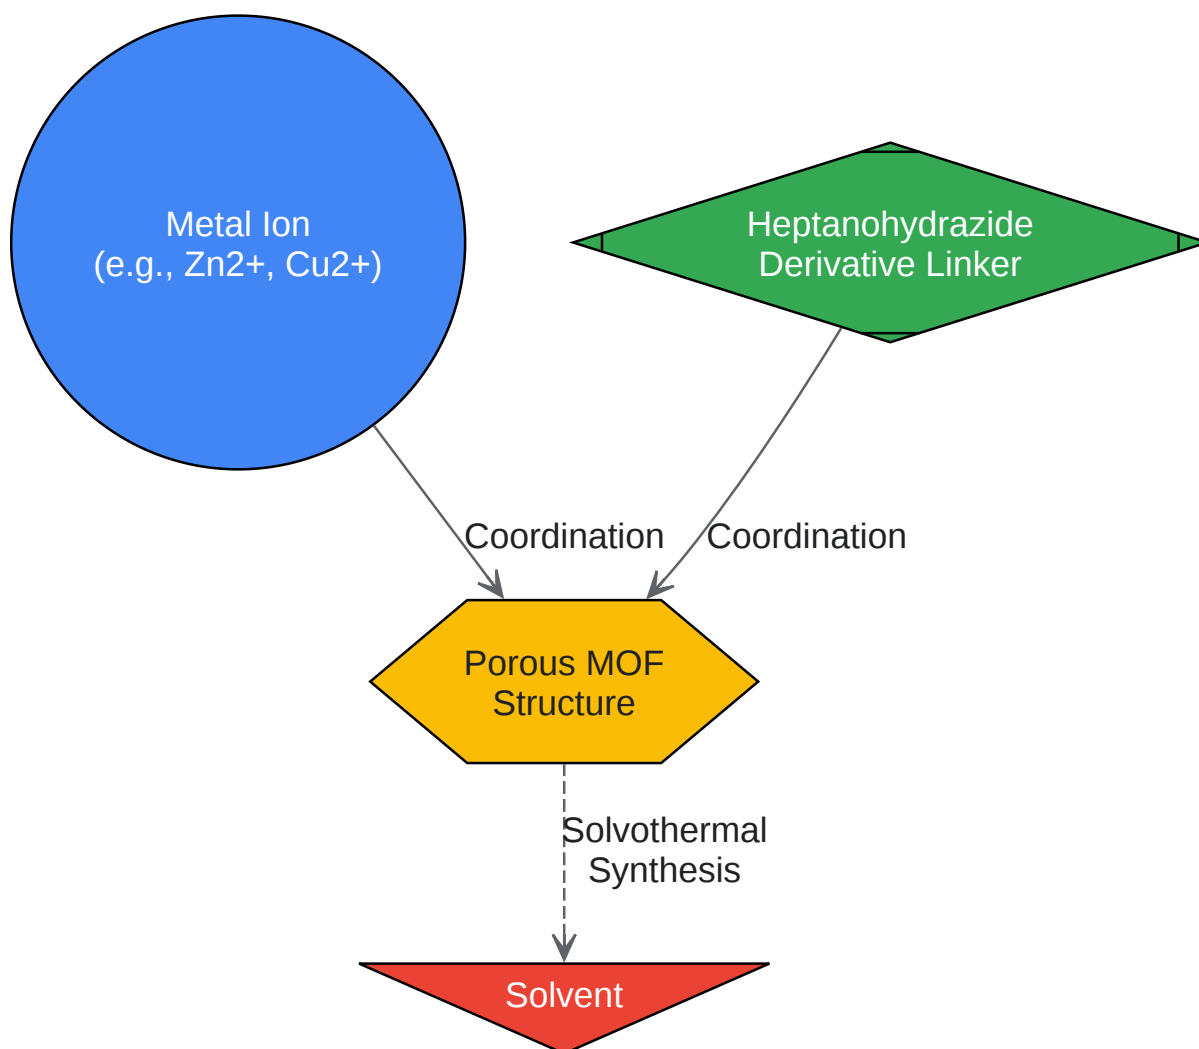 Metal Ion
(e.g., Zn2+, Cu2+)
Heptanohydrazide
Derivative Linker
Coordination
Coordination
Porous MOF
Structure
Solvothermal
Synthesis
Solvent